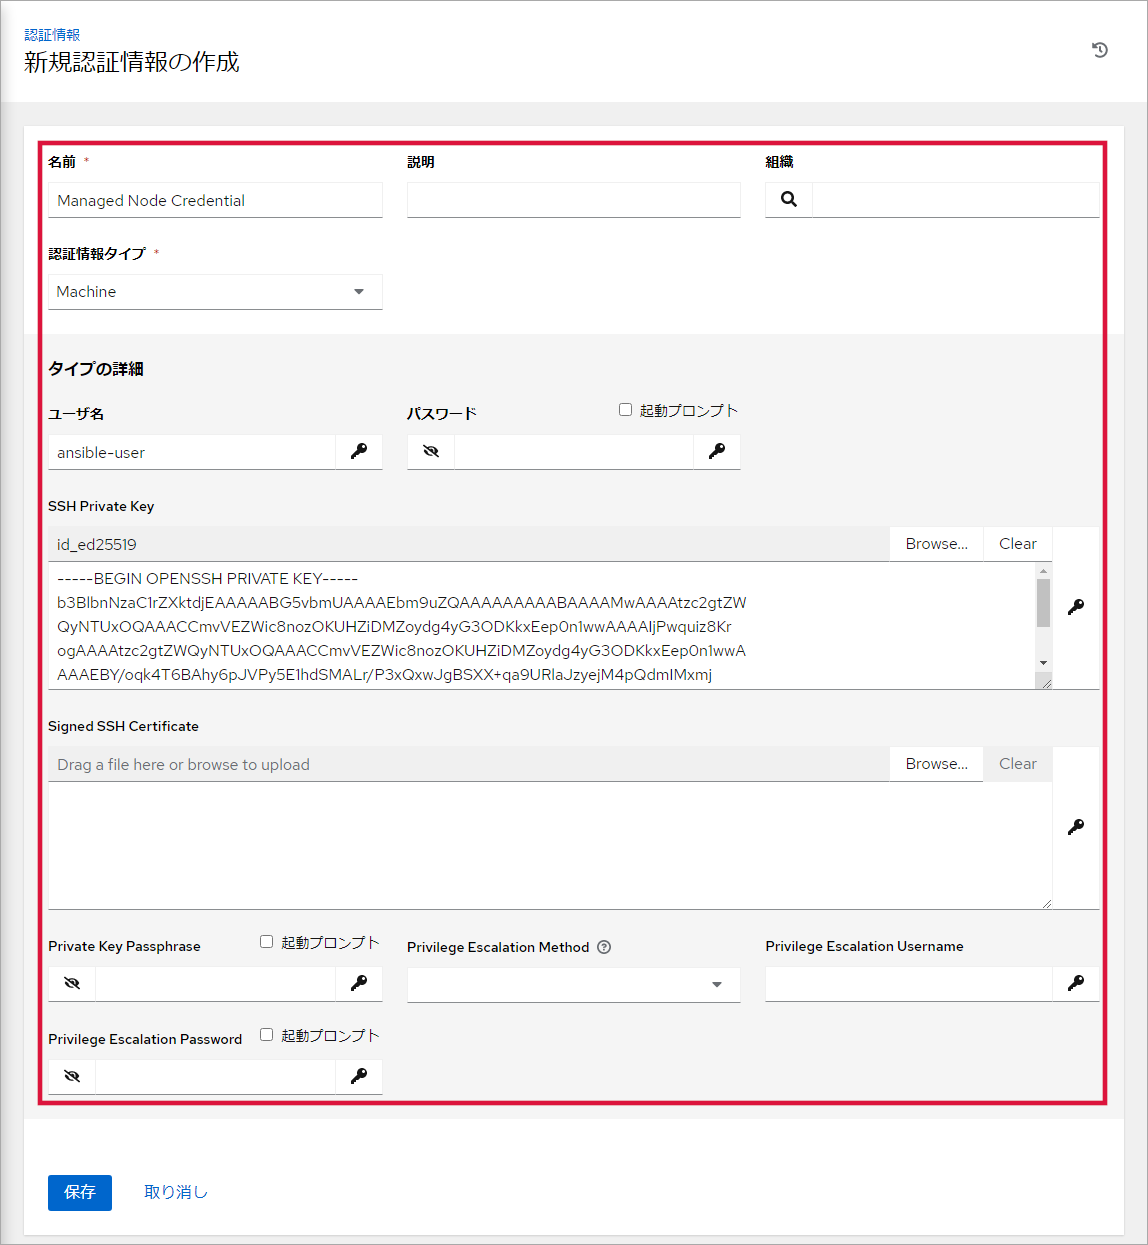 認証情報
新規認証情報の作成
名前 *
説明
組織
Managed Node Credential
認証情報タイプ *
Machine
タイプの詳細
ユーザ名
パスワード
起動プロンプト
ansible-user
SSH Private Key
id_ed25519
Browse...
Clear
-----BEGIN OPENSSH PRIVATE KEY-----
b3BlbnNzaC1rZXktdjEAAAAABG5vbmUAAAAEbm9uZQAAAAAAAAABAAAAMwAAAAtzc2gtZW
QyNTUxOQAAACCmvVEZWic8nozOKUHZiDMZoydg4yG3ODKkxEep0n1wwAAAAIjPwquiz8Kr
ogAAAAtzc2gtZWQyNTUxOQAAACCmvVEZWic8nozOKUHZiDMZoydg4yG3ODKkxEep0n1wwA
AAAEBY/oqk4T6BAhy6pJVPy5E1hdSMALr/P3xQxwJgBSXX+qa9URlaJzyejM4pQdmIMxmj
Signed SSH Certificate
Drag a file here or browse to upload
Browse...
Clear
Private Key Passphrase
起動プロンプト
Privilege Escalation Method
Privilege Escalation Username
Privilege Escalation Password
起動プロンプト
保存
取り消し